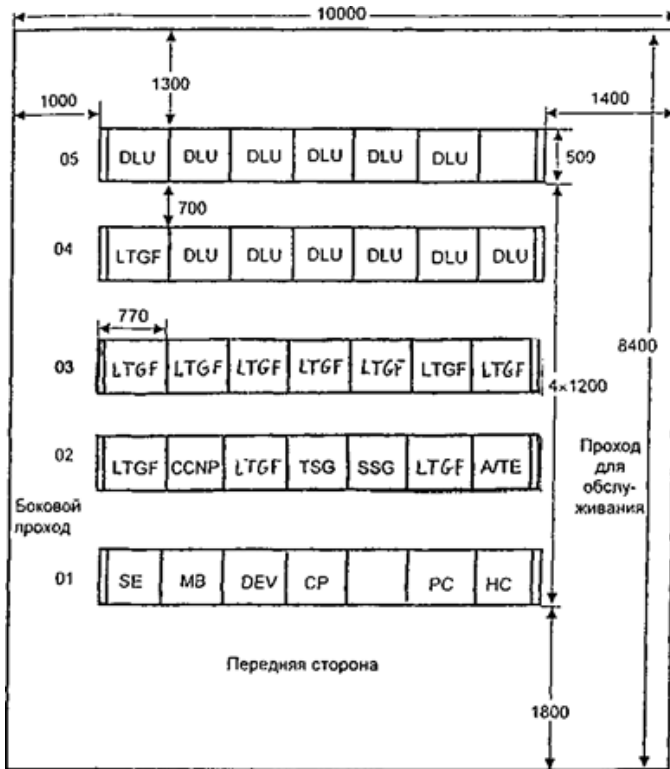 10000
1300
1000
1400
05 DLU DLU DLU DLU DLU DLU
500
700
04 LTGF DLU DLU DLU DLU DLU DLU
770
8400
03 LTGF LTGF LTGF LTGF LTGF LTGF LTGF
4×1200
02 LTGF CCNP LTGF TSG SSG LTGF A/TE
Проход
для
обслу-
живания
Боковой
проход
01 SE MB DEV CP PC HC
Передняя сторона
1800